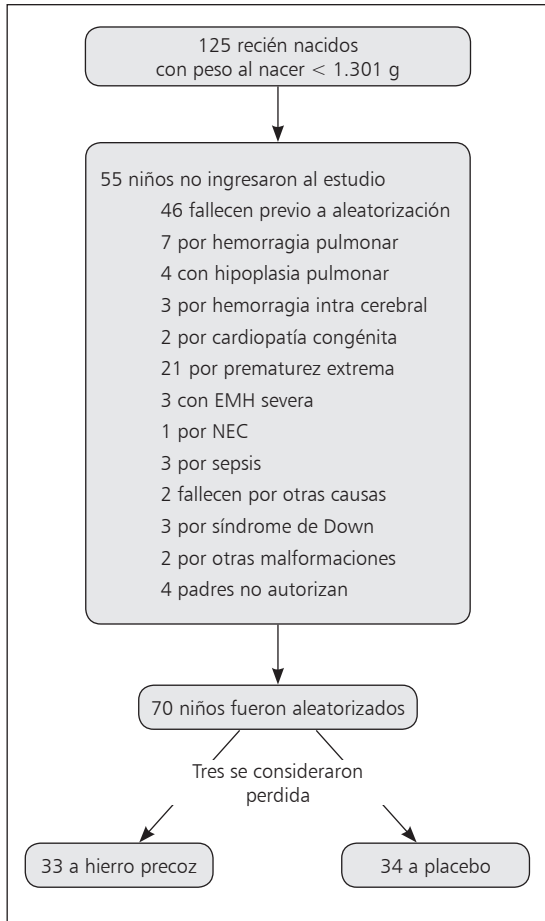 125 recién nacidos
con peso al nacer < 1.301 g
55 niños no ingresaron al estudio
46 fallecen previo a aleatorización
7 por hemorragia pulmonar
4 con hipoplasia pulmonar
3 por hemorragia intra cerebral
2 por cardiopatía congénita
21 por prematurez extrema
3 con EMH severa
1 por NEC
3 por sepsis
2 fallecen por otras causas
3 por síndrome de Down
2 por otras malformaciones
4 padres no autorizan
70 niños fueron aleatorizados
Tres se consideraron
perdida
33 a hierro precoz
34 a placebo